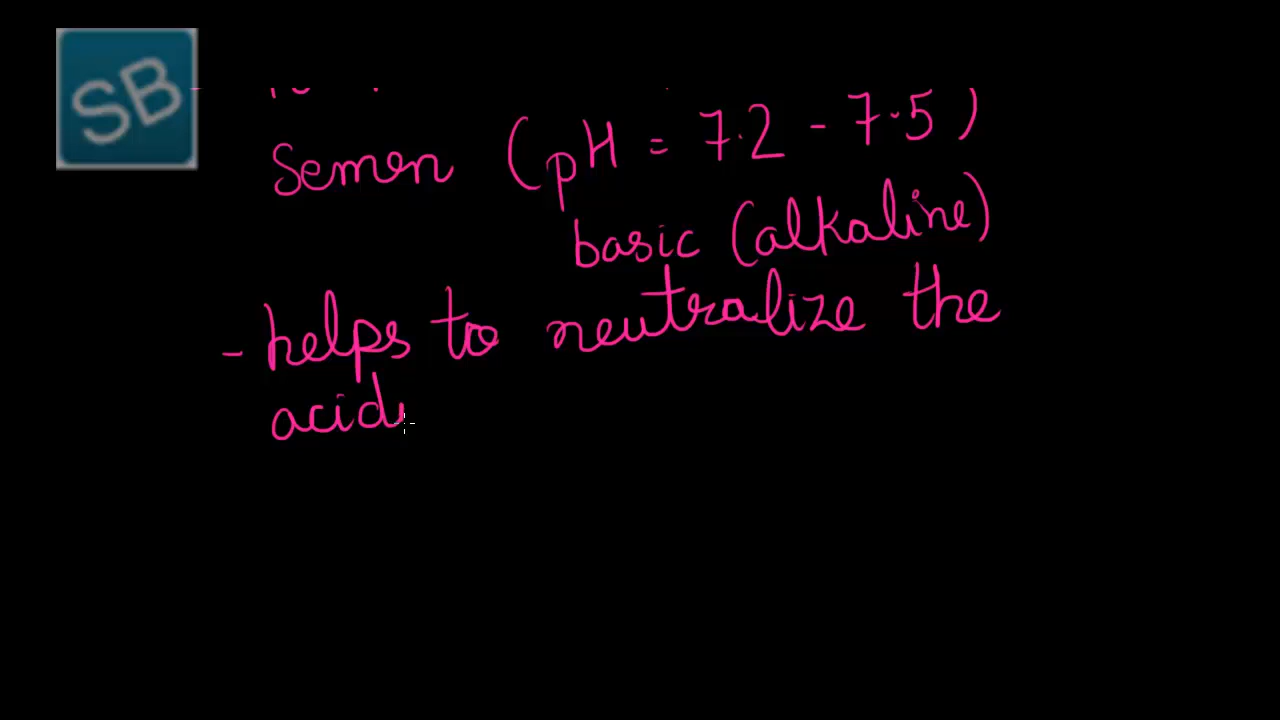 SB
Semen (pH = 7.2 - 7.5)
basic (alkaline)
- helps to neutralize the
acid